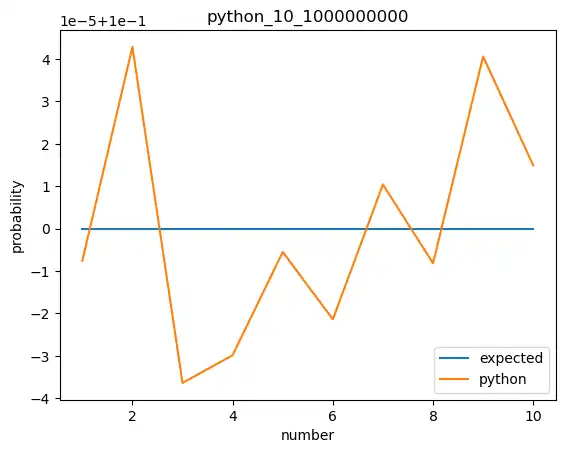 python_10_1000000000
1e−5+1e−1
4
3
2
1
0
−1
−2
−3
−4
probability
2
4
6
8
10
number
expected
python